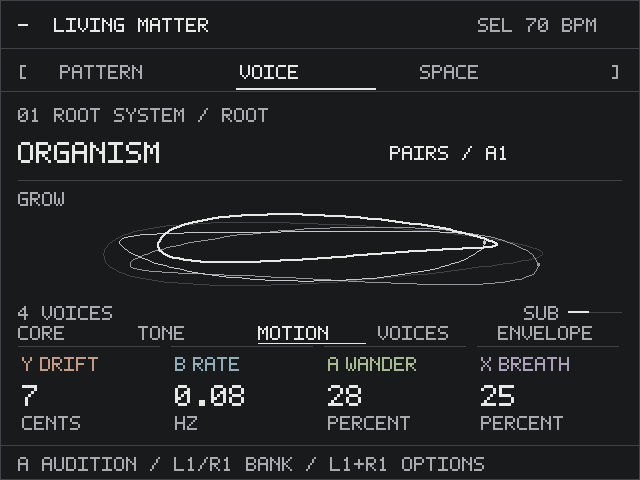 – LIVING MATTER SEL 70 BPM
[ PATTERN VOICE SPACE ]
01 ROOT SYSTEM / ROOT
ORGANISM PAIRS / A1
GROW
4 VOICES SUB
CORE TONE MOTION VOICES ENVELOPE
Y DRIFT B RATE A WANDER X BREATH
7 0.08 28 25
CENTS HZ PERCENT PERCENT
A AUDITION / L1/R1 BANK / L1+R1 OPTIONS